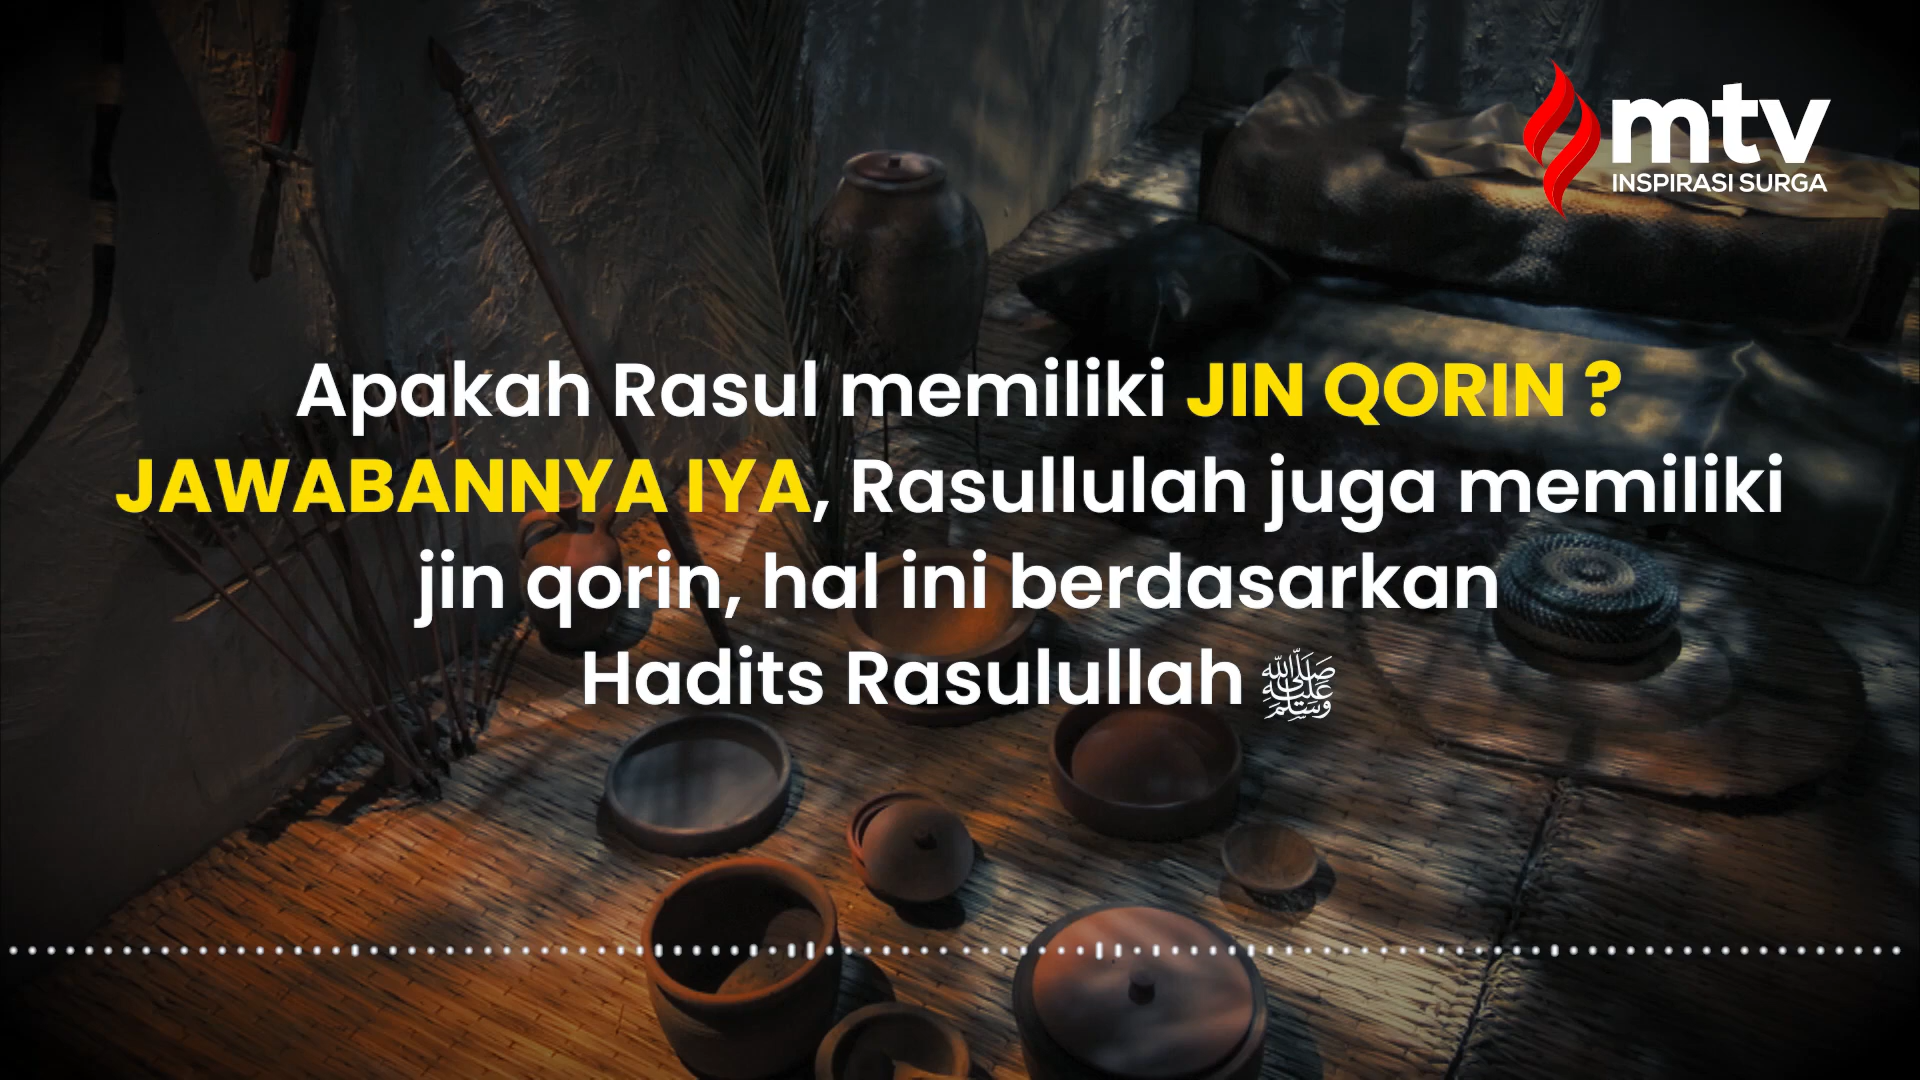 mtv
INSPIRASI SURGA
Apakah Rasul memiliki JIN QORIN ?
JAWABANNYA IYA, Rasullulah juga memiliki
jin qorin, hal ini berdasarkan
Hadits Rasulullah ﷺ